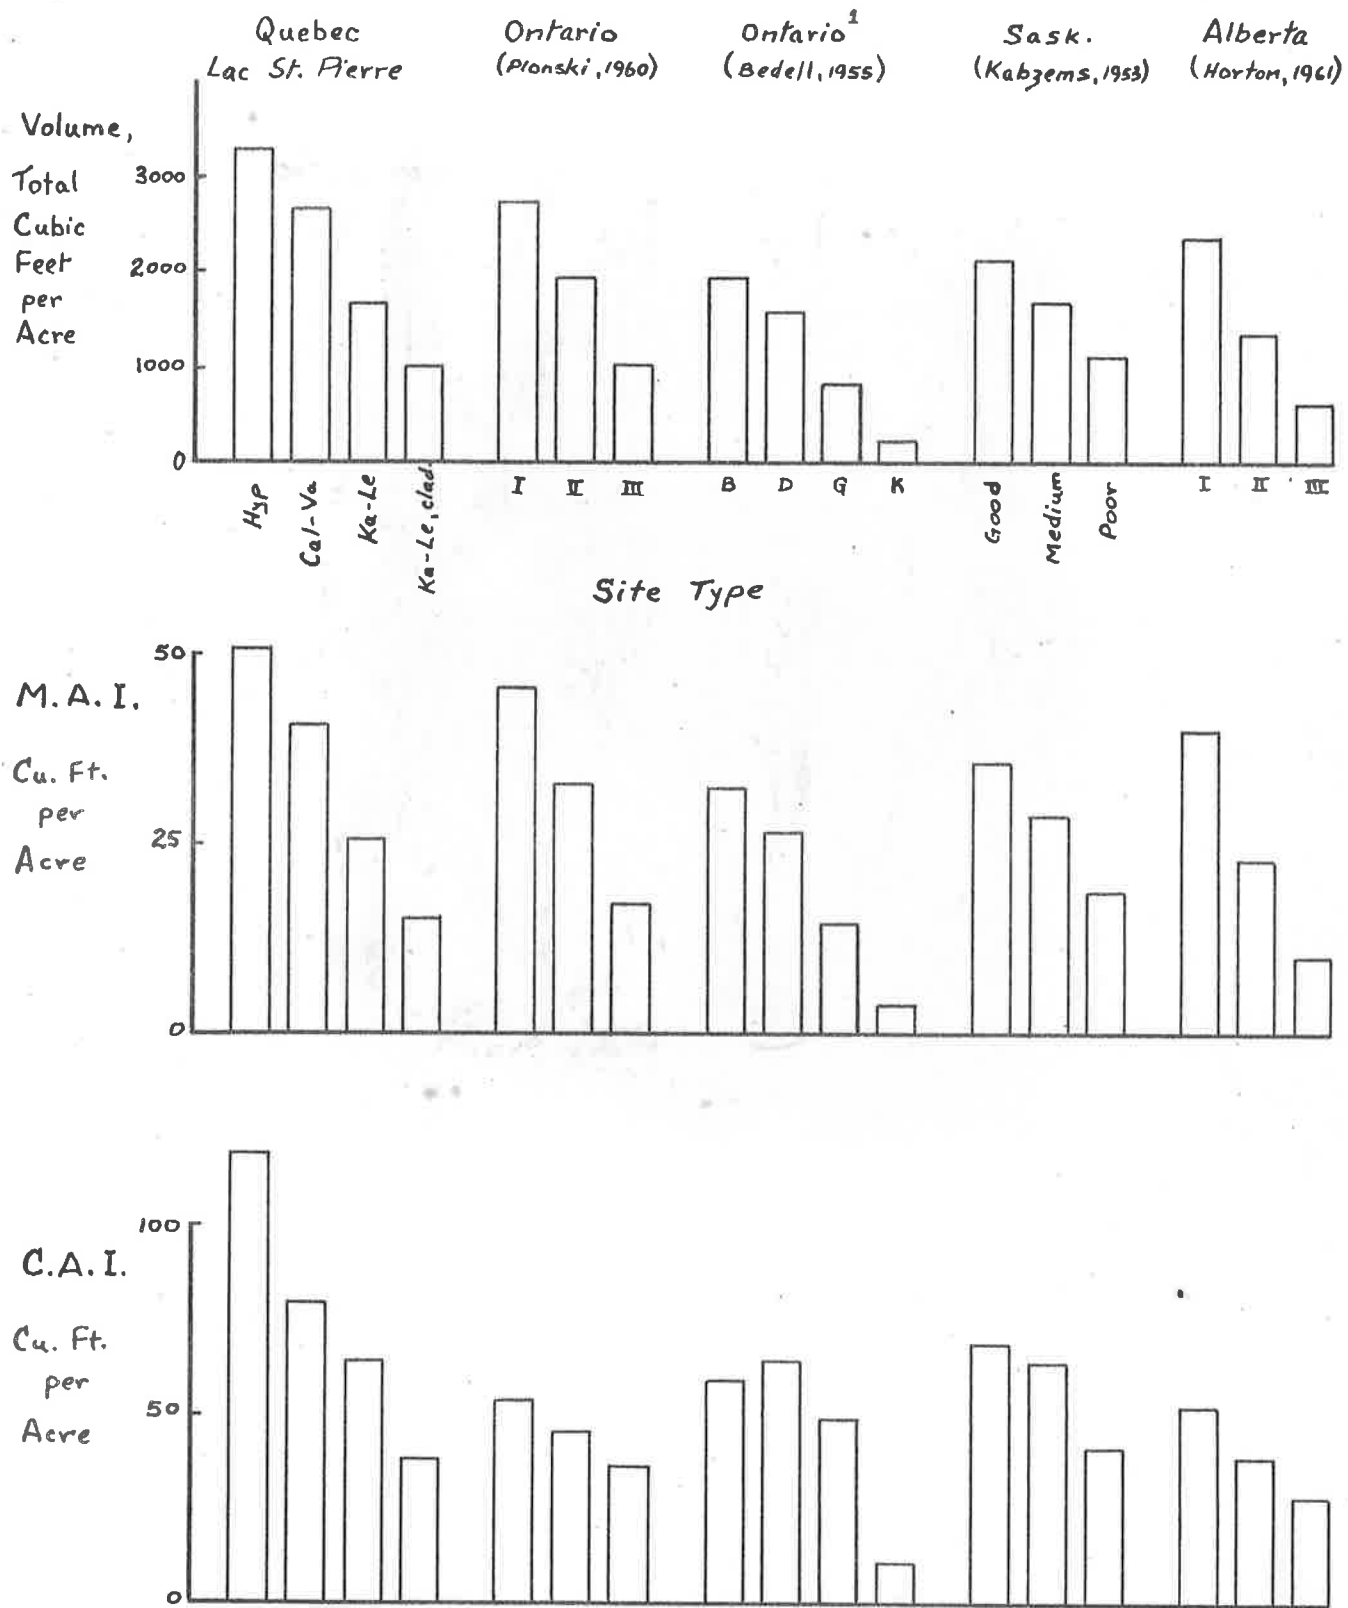 Quebec
Lac St. Pierre
Ontario
(Plonski, 1960)
Ontario 1
(Bedell, 1955)
Sask.
(Kabzems, 1953)
Alberta
(Horton, 1961)
Volume,
Total
Cubic
Feet
per
Acre
3000
2000
1000
0
Hyp
Cal-Va
Ka-Le
Ka-Le, clad.
I
II
III
B
D
G
K
Good
Medium
Poor
I
II
III
Site Type
M.A.I.
Cu. Ft.
per
Acre
50
25
0
C.A.I.
Cu. Ft.
per
Acre
100
50
0